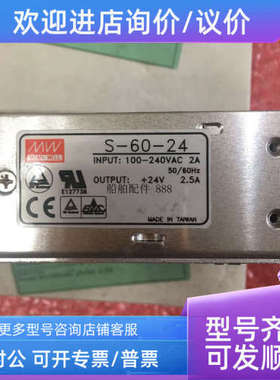 欢迎进店询价/议价
MW
S-60-24
INPUT: 100-240VAC 2A
50/60Hz
OUTPUT: +24V 2.5A
E127738
船舶配件 888
MADE IN TAIWAN
更多型号咨询店铺客服
型号齐
对公 可开专票/普票
可发顺